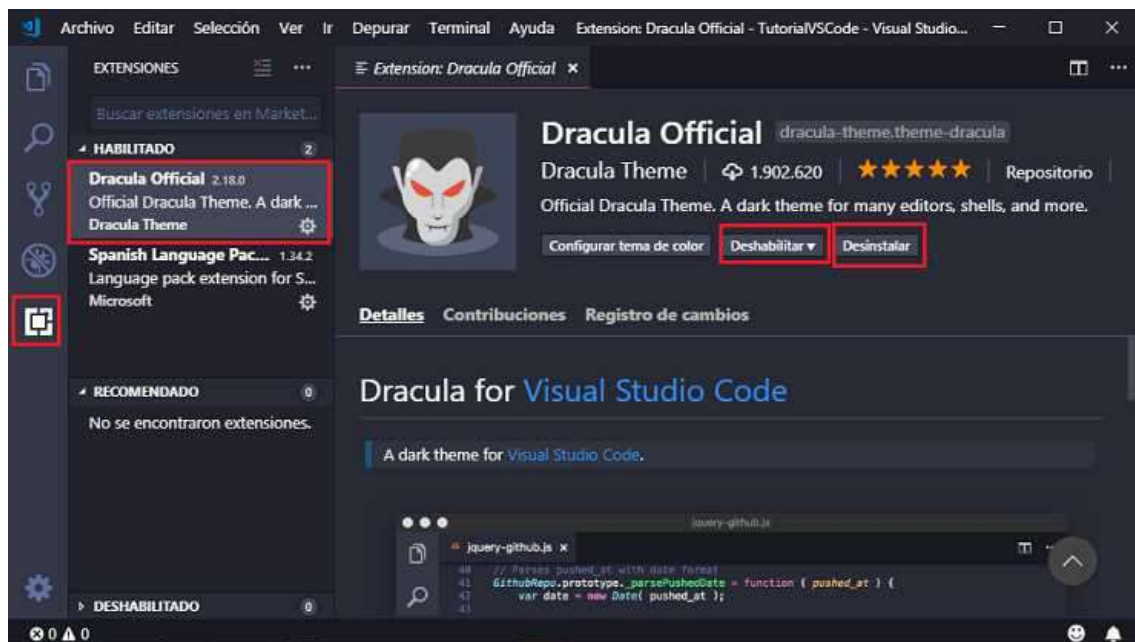 Archivo Editar Selección Ver Ir Depurar Terminal Ayuda Extension: Dracula Official - TutorialVSCode - Visual Studio...
EXTENSIONES
Extension: Dracula Official
Buscar extensiones en Market...
HABILITADO 2
Dracula Official 2.18.0
Official Dracula Theme. A dark ...
Dracula Theme
Spanish Language Pac... 1.34.2
Language pack extension for S...
Microsoft
RECOMENDADO 0
No se encontraron extensiones.
DESHABILITADO 0
Dracula Official dracula-theme.theme-dracula
Dracula Theme 1.902.620 Repositorio
Official Dracula Theme. A dark theme for many editors, shells, and more.
Configurar tema de color Deshabilitar Desinstalar
Detalles Contribuciones Registro de cambios
Dracula for Visual Studio Code
A dark theme for Visual Studio Code.
jquery-github.js
jquery-github.js
40 // Parses pushed_at with date format
41 GithubRepo.prototype._parsePushedDate = function ( pushed_at ) {
42 var date = new Date( pushed_at );
43
0 0